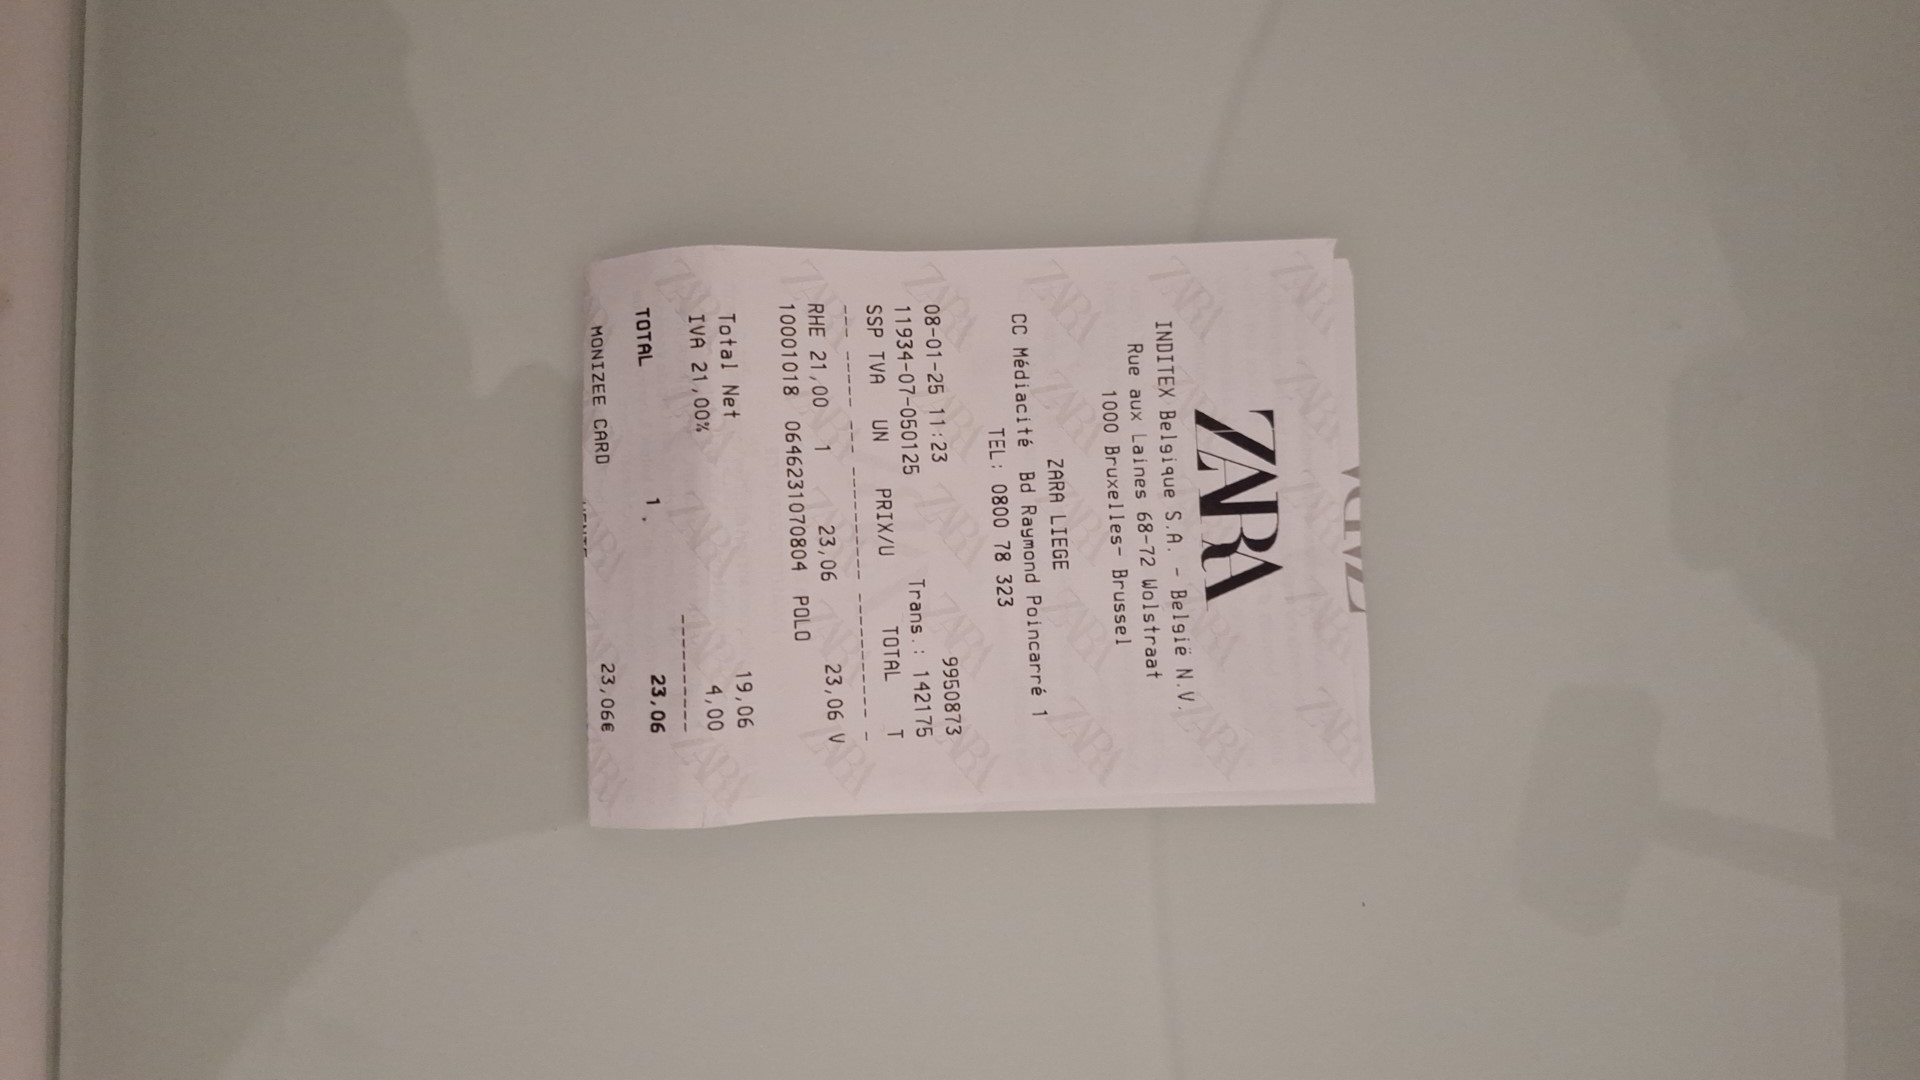 ZARA
INDITEX Belgique S.A. - België N.V.
Rue aux Laines 68-72 Wolstraat
1000 Bruxelles- Brussel
ZARA LIEGE
CC Médiacité Bd Raymond Poincarré 1
TEL: 0800 78 323
08-01-25 11:23 9950873
11934-07-050125 Trans.: 142175
SSP TVA UN PRIX/U TOTAL T
--- ----- --- --------- --------- -
RHE 21,00 1 23,06 23,06 V
10001018 06462310708​04 POLO
Total Net 19,06
IVA 21,00% 4,00
---------
TOTAL 1. 23,06
MONIZEE CARD 23,06€